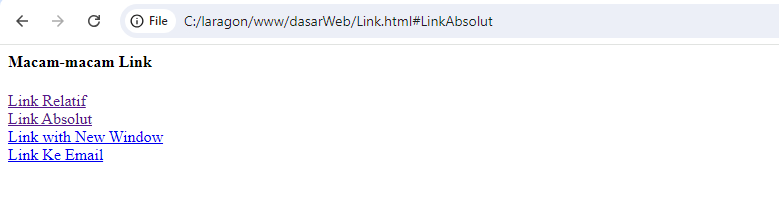 File C:/laragon/www/dasarWeb/Link.html#LinkAbsolut
Macam-macam Link
Link Relatif
Link Absolut
Link with New Window
Link Ke Email